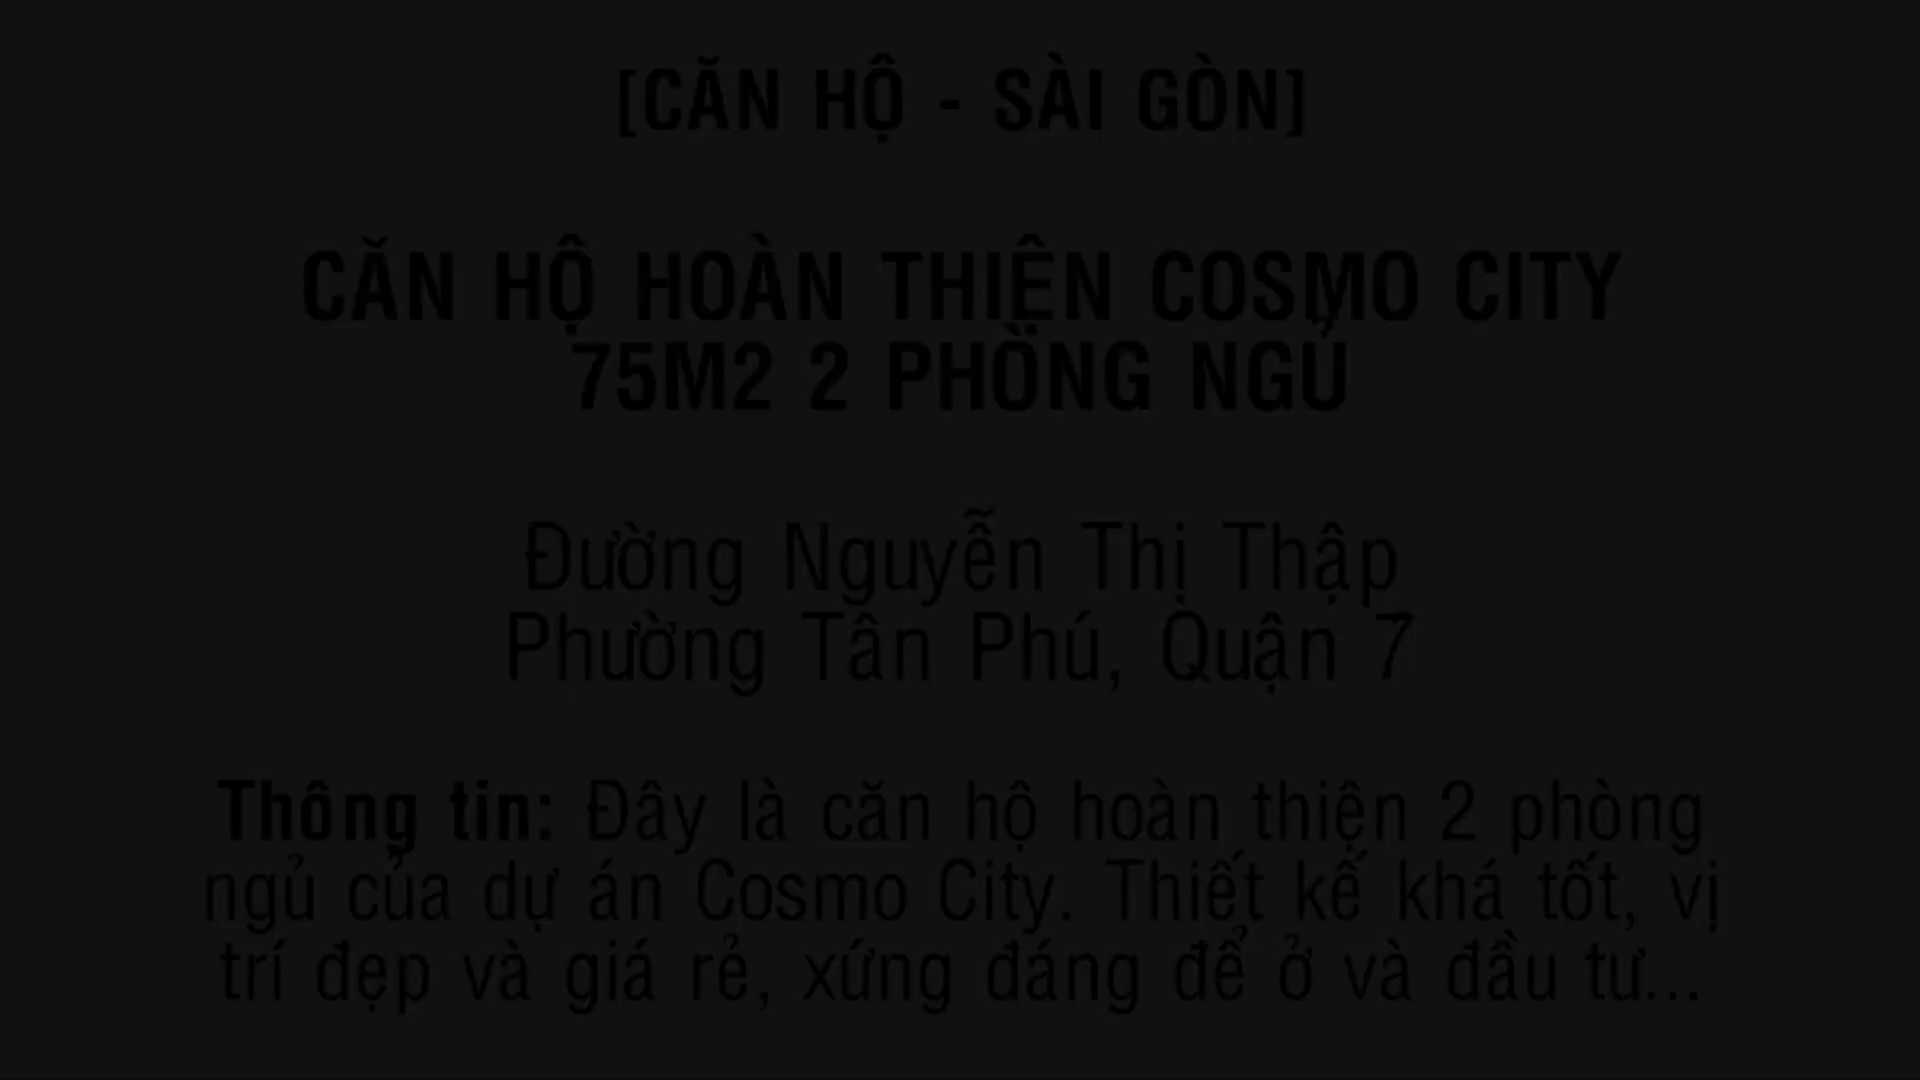 [CĂN HỘ - SÀI GÒN]
CĂN HỘ HOÀN THIỆN COSMO CITY
75M2 2 PHÒNG NGỦ
Đường Nguyễn Thị Thập
Phường Tân Phú, Quận 7
Thông tin: Đây là căn hộ hoàn thiện 2 phòng
ngủ của dự án Cosmo City. Thiết kế khá tốt, vị
trí đẹp và giá rẻ, xứng đáng để ở và đầu tư...